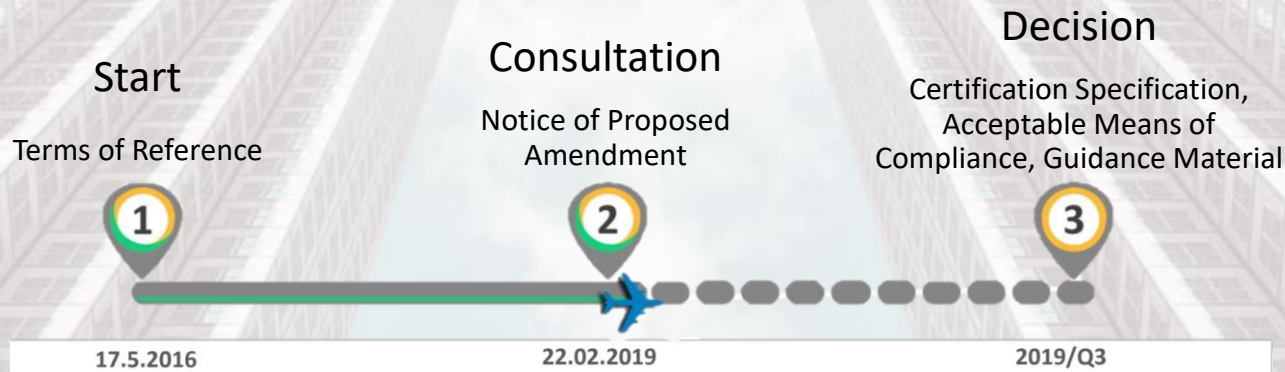 Start
Terms of Reference
1
17.5.2016
Consultation
Notice of Proposed
Amendment
2
22.02.2019
Decision
Certification Specification,
Acceptable Means of
Compliance, Guidance Material
3
2019/Q3